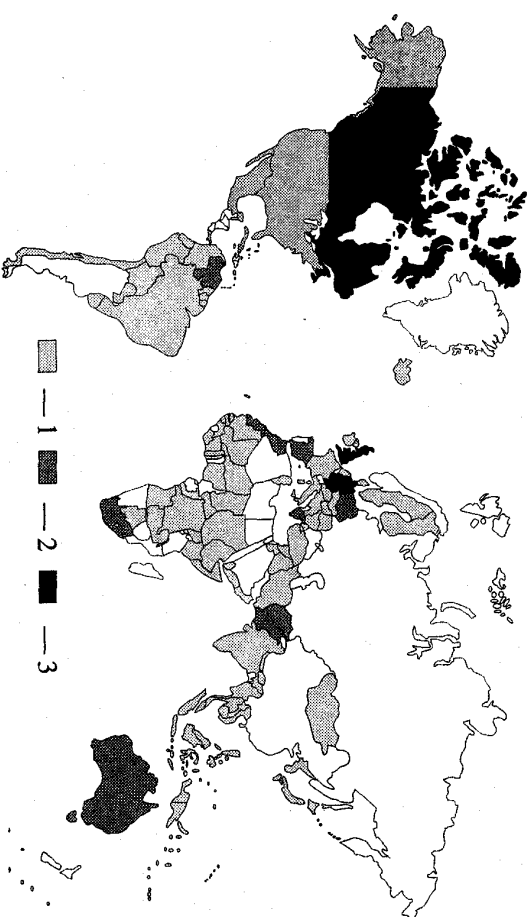 — 1 — 2 — 3